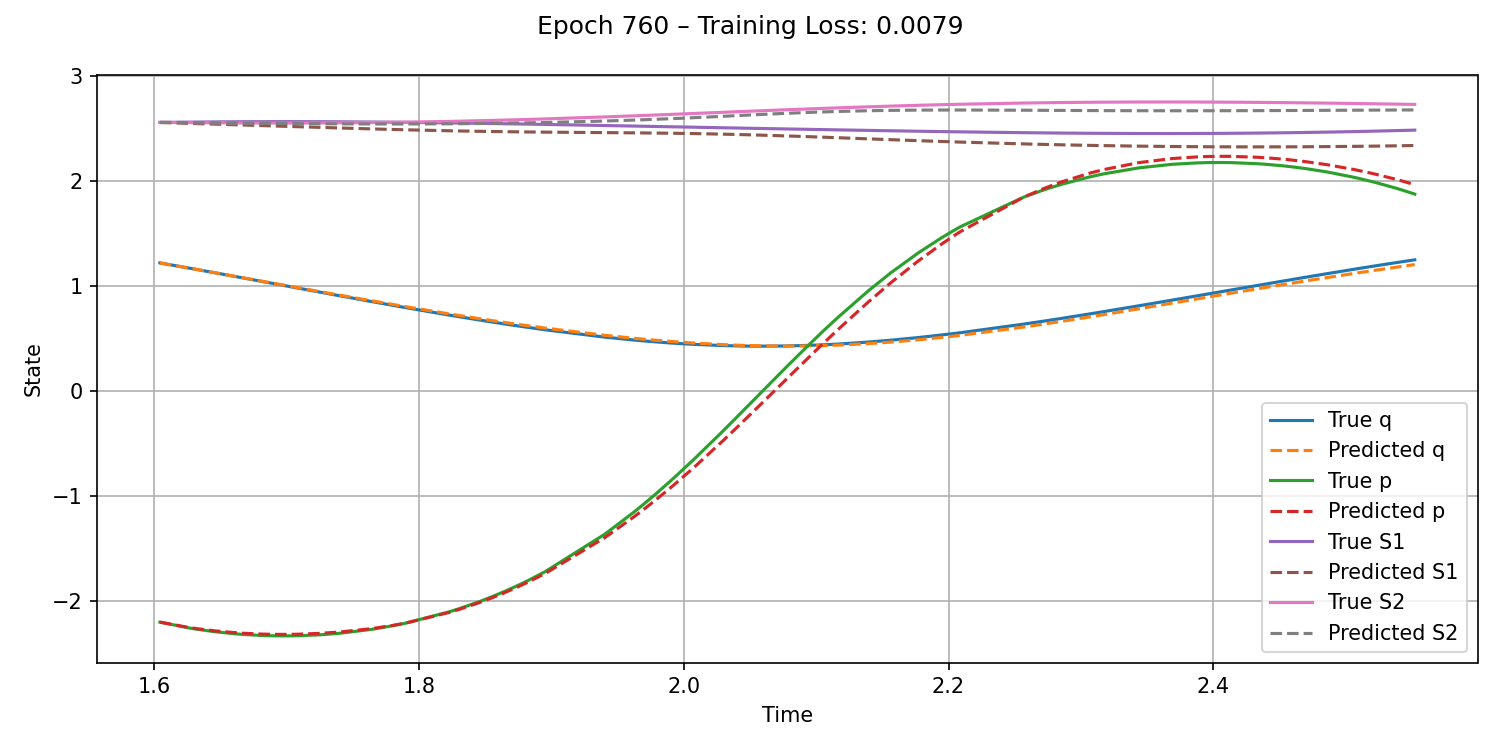 Epoch 760 – Training Loss: 0.0079
3
2
1
0
−1
−2
State
1.6
1.8
2.0
2.2
2.4
Time
True q
Predicted q
True p
Predicted p
True S1
Predicted S1
True S2
Predicted S2